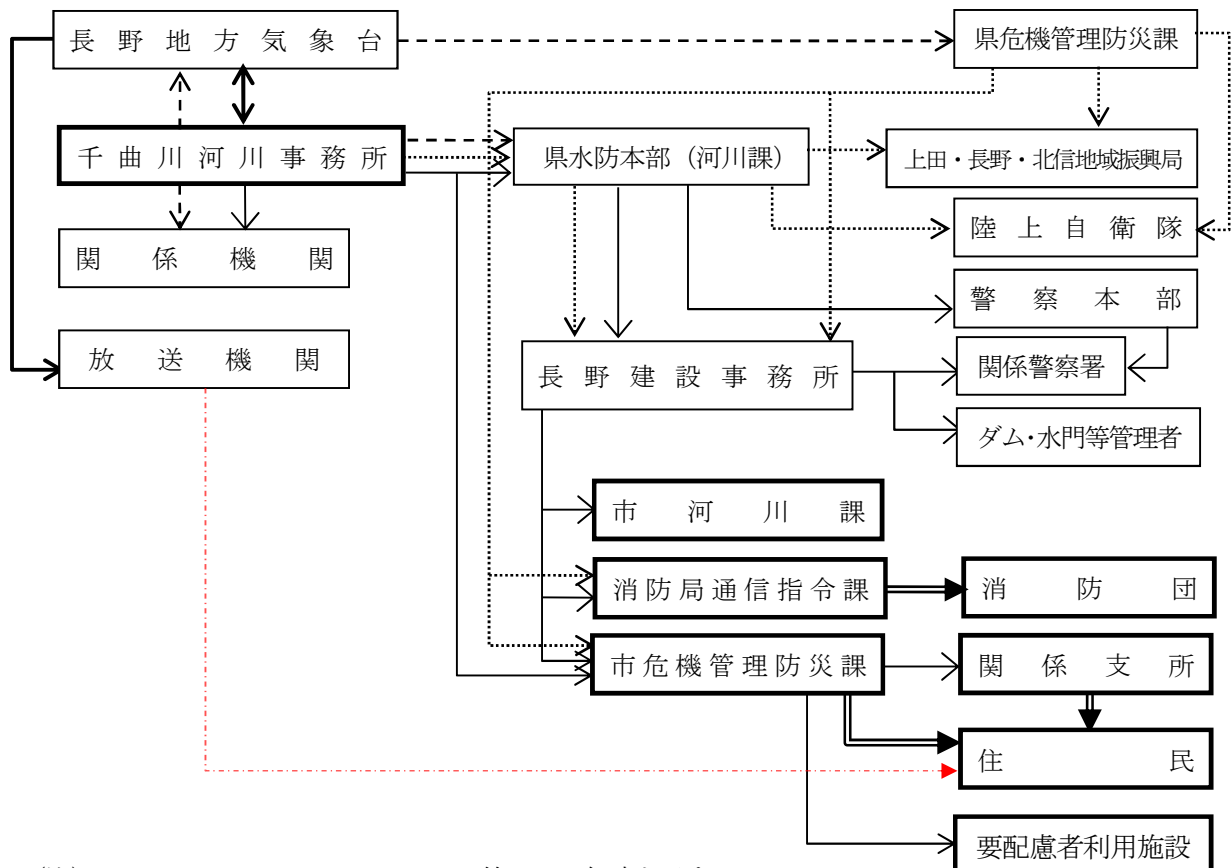 長野地方気象台
県危機管理防災課
千曲川河川事務所
県水防本部（河川課）
上田・長野・北信地域振興局
陸上自衛隊
関係機関
警察本部
放送機関
長野建設事務所
関係警察署
ダム・水門等管理者
市河川課
消防局通信指令課
消防団
市危機管理防災課
関係支所
住民
要配慮者利用施設